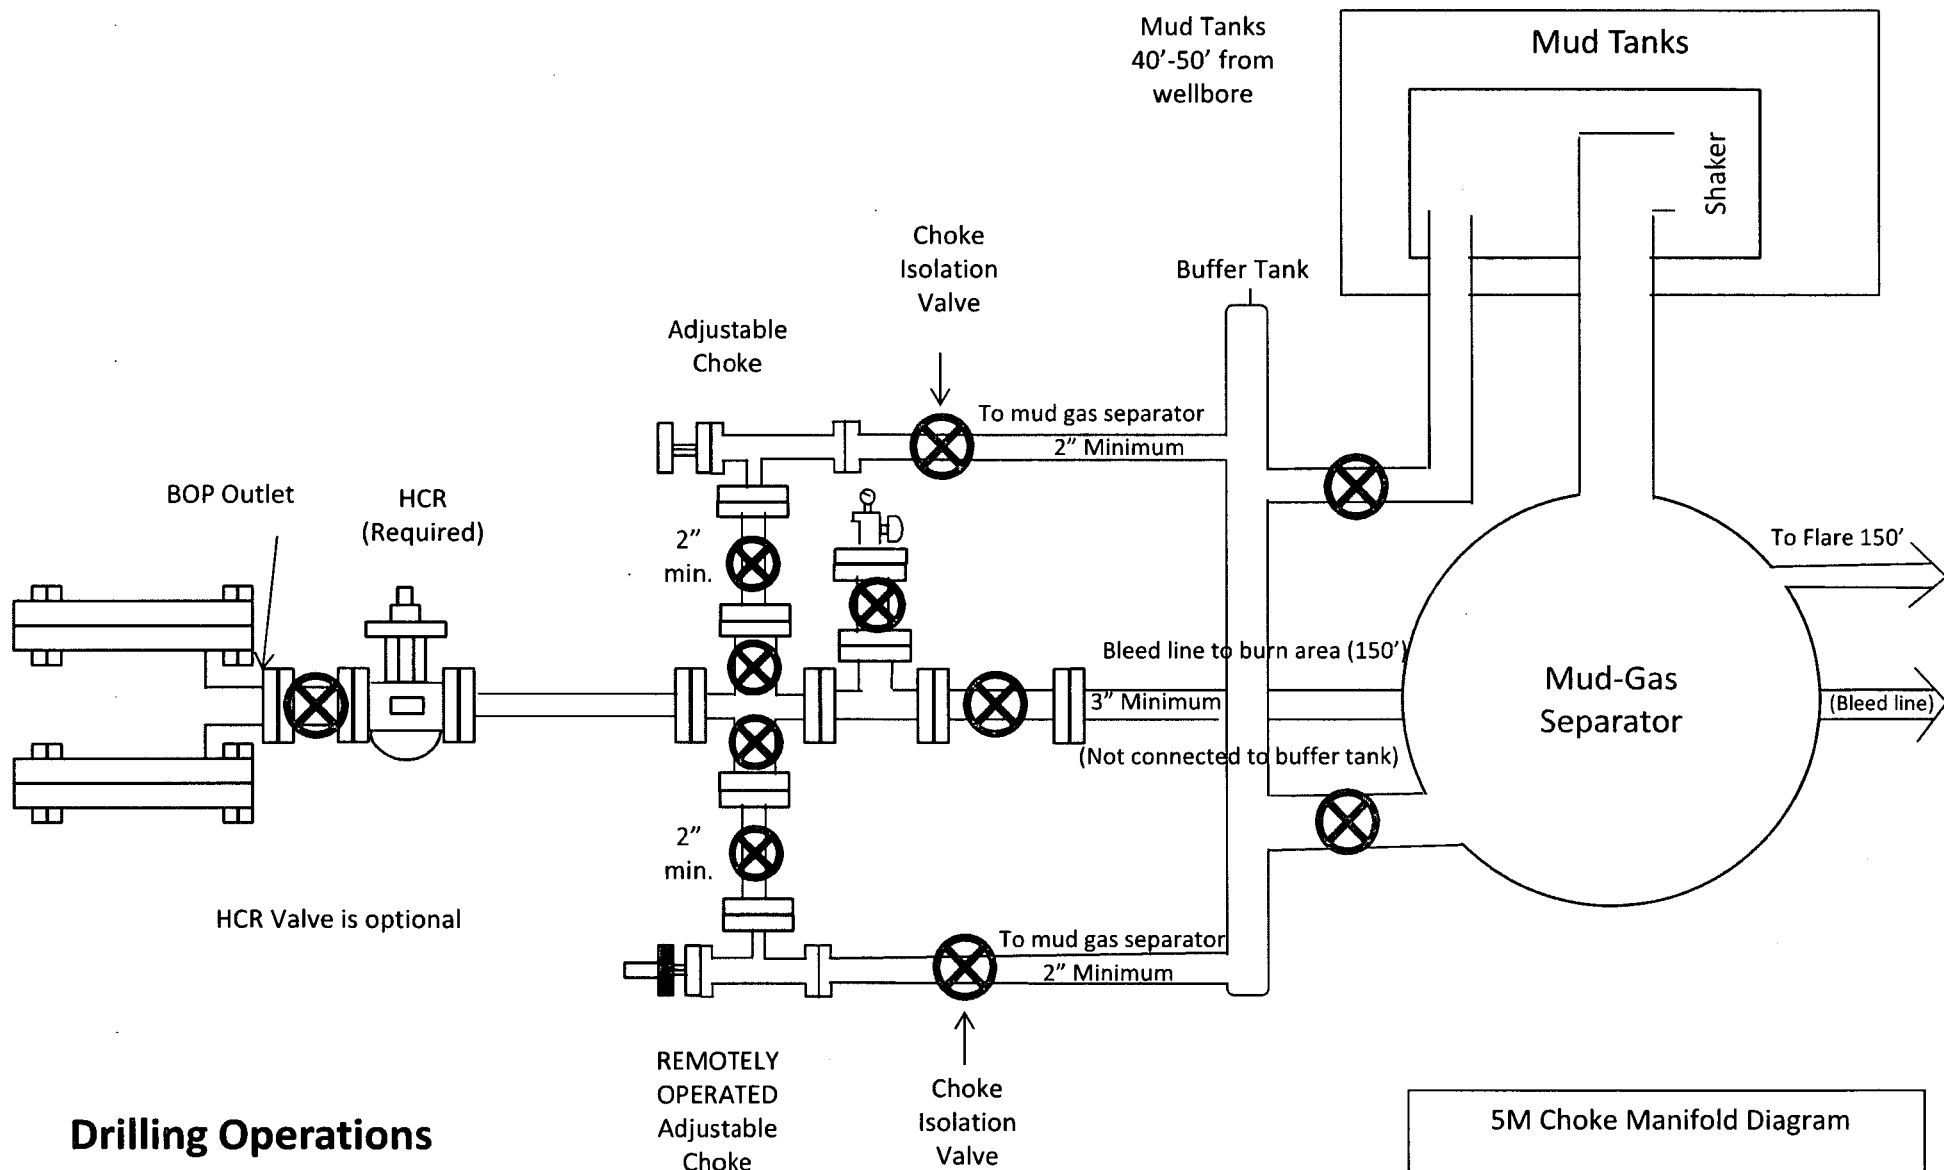 Mud Tanks
40’-50’ from
wellbore
Mud Tanks
Shaker
Choke
Isolation
Valve
Buffer Tank
Adjustable
Choke
To mud gas separator
2” Minimum
BOP Outlet
HCR
(Required)
2”
min.
To Flare 150’
Bleed line to burn area (150’)
3” Minimum
(Not connected to buffer tank)
Mud-Gas
Separator
(Bleed line)
2”
min.
HCR Valve is optional
To mud gas separator
2” Minimum
REMOTELY
OPERATED
Adjustable
Choke
Choke
Isolation
Valve
Drilling Operations
5M Choke Manifold Diagram